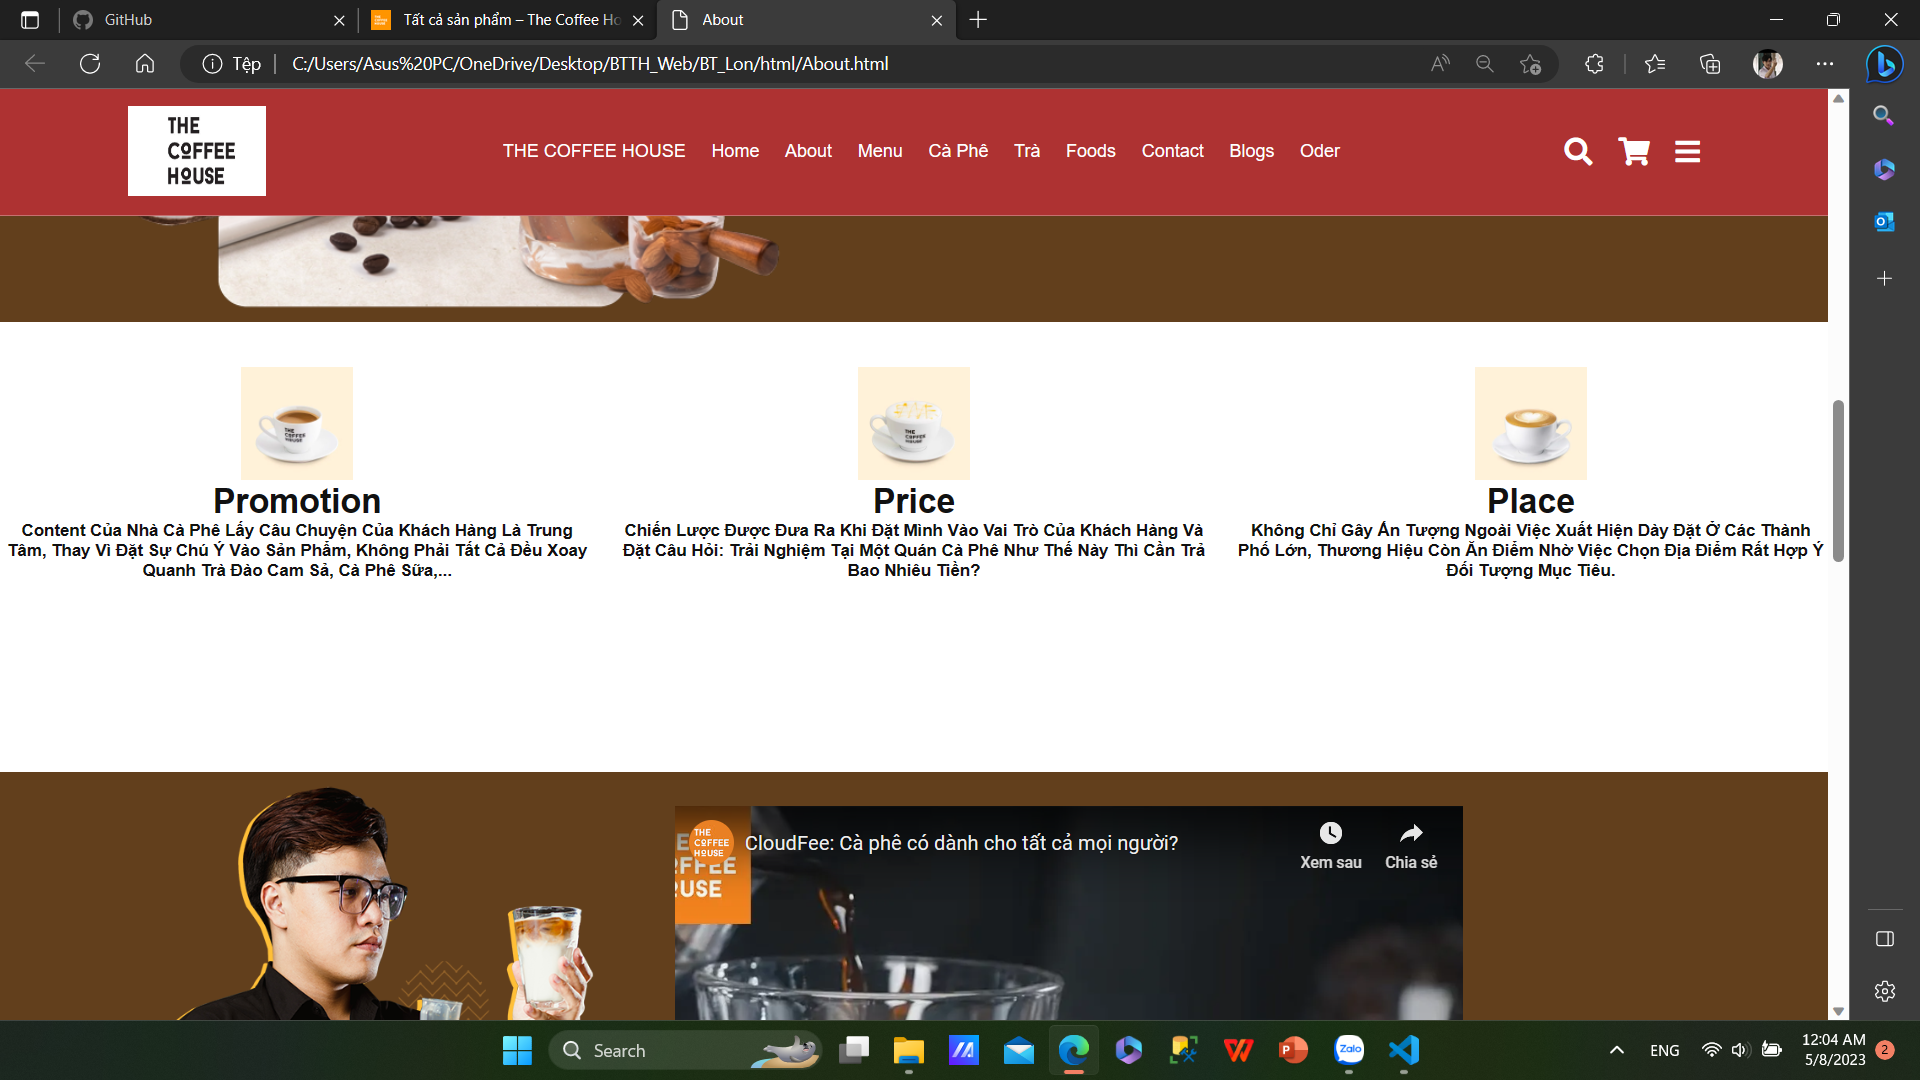 GitHub
Tất cả sản phẩm – The Coffee Ho
About
Tệp
C:/Users/Asus%20PC/OneDrive/Desktop/BTTH_Web/BT_Lon/html/About.html
THE
COFFEE
HOUSE
THE COFFEE HOUSE Home About Menu Cà Phê Trà Foods Contact Blogs Oder
THE
COFFEE
HOUSE
THE
COFFEE
HOUSE
Promotion
Content Của Nhà Cà Phê Lấy Câu Chuyện Của Khách Hàng Là Trung
Tâm, Thay Vì Đặt Sự Chú Ý Vào Sản Phẩm, Không Phải Tất Cả Đều Xoay
Quanh Trà Đào Cam Sả, Cà Phê Sữa,...
Price
Chiến Lược Được Đưa Ra Khi Đặt Mình Vào Vai Trò Của Khách Hàng Và
Đặt Câu Hỏi: Trải Nghiệm Tại Một Quán Cà Phê Như Thế Này Thì Cần Trả
Bao Nhiêu Tiền?
Place
Không Chỉ Gây Ấn Tượng Ngoài Việc Xuất Hiện Dày Đặt Ở Các Thành
Phố Lớn, Thương Hiệu Còn Ăn Điểm Nhờ Việc Chọn Địa Điểm Rất Hợp Ý
Đối Tượng Mục Tiêu.
THE
COFFEE
HOUSE
CloudFee: Cà phê có dành cho tất cả mọi người?
Xem sau
Chia sẻ
Search
Zalo
ENG
12:04 AM
5/8/2023
2